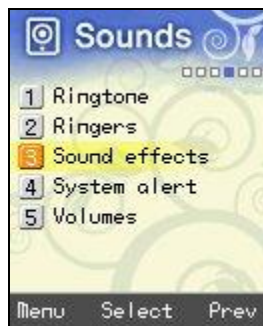 Sounds
1 Ringtone
2 Ringers
3 Sound effects
4 System alert
5 Volumes
Menu Select Prev